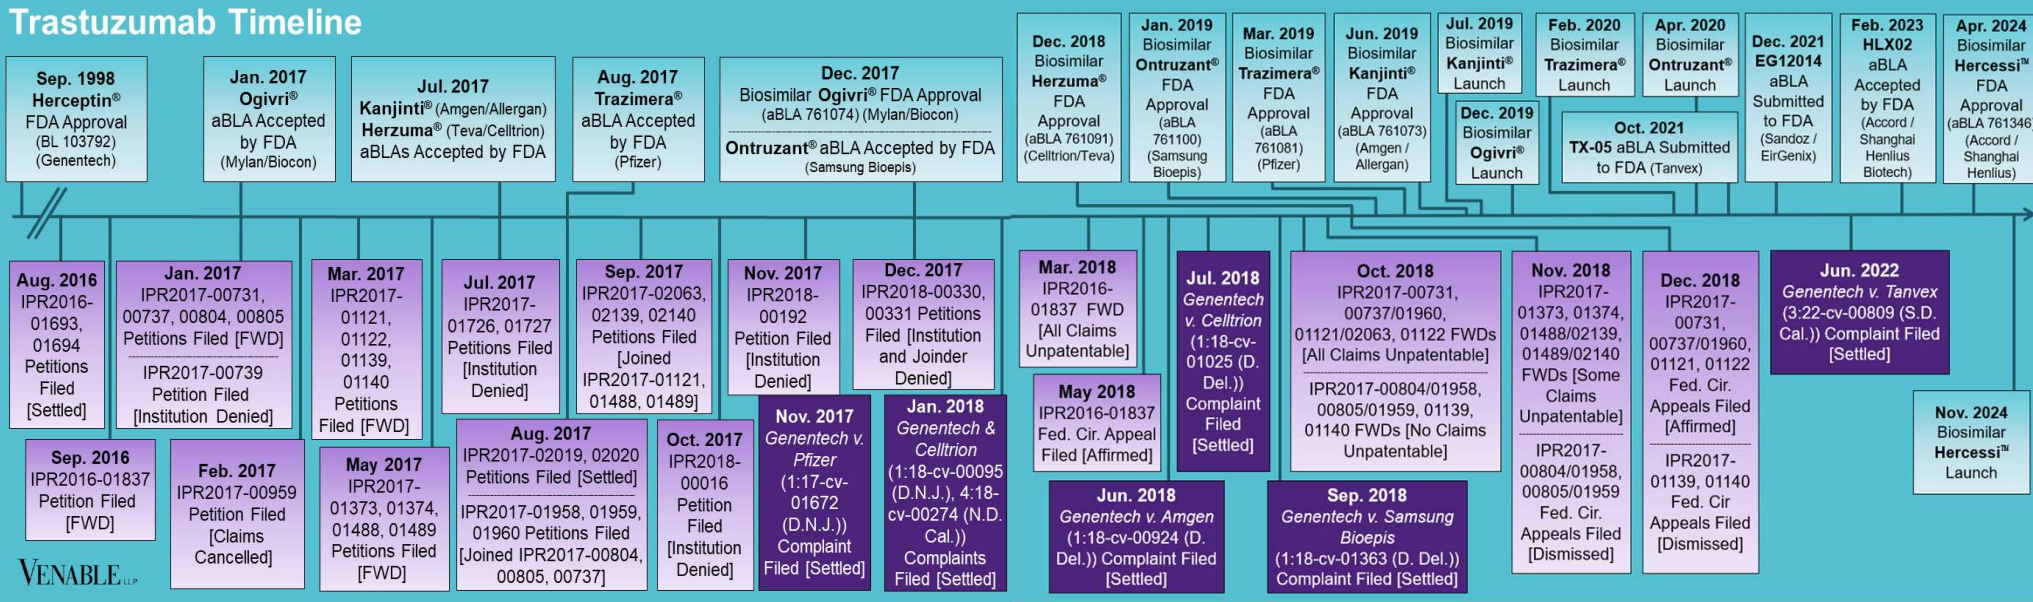 Trastuzumab Timeline
Sep. 1998
Herceptin®
FDA Approval
(BL 103792)
(Genentech)
Jan. 2017
Ogivri®
aBLA Accepted
by FDA
(Mylan/Biocon)
Jul. 2017
Kanjinti® (Amgen/Allergan)
Herzuma® (Teva/Celltrion)
aBLAs Accepted by FDA
Aug. 2017
Trazimera®
aBLA Accepted
by FDA
(Pfizer)
Dec. 2017
Biosimilar Ogivri® FDA Approval
(aBLA 761074) (Mylan/Biocon)
Ontruzant® aBLA Accepted by FDA
(Samsung Bioepis)
Dec. 2018
Biosimilar
Herzuma®
FDA
Approval
(aBLA 761091)
(Celltrion/Teva)
Jan. 2019
Biosimilar
Ontruzant®
FDA
Approval
(aBLA
761100)
(Samsung
Bioepis)
Mar. 2019
Biosimilar
Trazimera®
FDA
Approval
(aBLA
761081)
(Pfizer)
Jun. 2019
Biosimilar
Kanjinti®
FDA
Approval
(aBLA 761073)
(Amgen /
Allergan)
Jul. 2019
Biosimilar
Kanjinti®
Launch
Dec. 2019
Biosimilar
Ogivri®
Launch
Feb. 2020
Biosimilar
Trazimera®
Launch
Apr. 2020
Biosimilar
Ontruzant®
Launch
Oct. 2021
TX-05 aBLA Submitted
to FDA (Tanvex)
Dec. 2021
EG12014
aBLA
Submitted
to FDA
(Sandoz /
EirGenix)
Feb. 2023
HLX02
aBLA
Accepted
by FDA
(Accord /
Shanghai
Henlius
Biotech)
Apr. 2024
Biosimilar
Hercessi™
FDA
Approval
(aBLA 761346)
(Accord /
Shanghai
Henlius)
Aug. 2016
IPR2016-
01693,
01694
Petitions
Filed
[Settled]
Sep. 2016
IPR2016-01837
Petition Filed
[FWD]
Jan. 2017
IPR2017-00731,
00737, 00804, 00805
Petitions Filed [FWD]
IPR2017-00739
Petition Filed
[Institution Denied]
Feb. 2017
IPR2017-00959
Petition Filed
[Claims
Cancelled]
Mar. 2017
IPR2017-
01121,
01122,
01139,
01140
Petitions
Filed [FWD]
May 2017
IPR2017-
01373, 01374,
01488, 01489
Petitions Filed
[FWD]
Jul. 2017
IPR2017-
01726, 01727
Petitions Filed
[Institution
Denied]
Aug. 2017
IPR2017-02019, 02020
Petitions Filed [Settled]
IPR2017-01958, 01959,
01960 Petitions Filed
[Joined IPR2017-00804,
00805, 00737]
Sep. 2017
IPR2017-02063,
02139, 02140
Petitions Filed
[Joined
IPR2017-01121,
01488, 01489]
Oct. 2017
IPR2018-
00016
Petition
Filed
[Institution
Denied]
Nov. 2017
IPR2018-
00192
Petition Filed
[Institution
Denied]
Nov. 2017
Genentech v.
Pfizer
(1:17-cv-
01672
(D.N.J.))
Complaint
Filed [Settled]
Dec. 2017
IPR2018-00330,
00331 Petitions
Filed [Institution
and Joinder
Denied]
Jan. 2018
Genentech &
Celltrion
(1:18-cv-00095
(D.N.J.), 4:18-
cv-00274 (N.D.
Cal.))
Complaints
Filed [Settled]
Mar. 2018
IPR2016-
01837 FWD
[All Claims
Unpatentable]
May 2018
IPR2016-01837
Fed. Cir. Appeal
Filed [Affirmed]
Jun. 2018
Genentech v. Amgen
(1:18-cv-00924 (D.
Del.)) Complaint Filed
[Settled]
Jul. 2018
Genentech
v. Celltrion
(1:18-cv-
01025 (D.
Del.))
Complaint
Filed
[Settled]
Sep. 2018
Genentech v. Samsung
Bioepis
(1:18-cv-01363 (D. Del.))
Complaint Filed [Settled]
Oct. 2018
IPR2017-00731,
00737/01960,
01121/02063, 01122 FWDs
[All Claims Unpatentable]
IPR2017-00804/01958,
00805/01959, 01139,
01140 FWDs [No Claims
Unpatentable]
Nov. 2018
IPR2017-
01373, 01374,
01488/02139,
01489/02140
FWDs [Some
Claims
Unpatentable]
IPR2017-
00804/01958,
00805/01959
Fed. Cir.
Appeals Filed
[Dismissed]
Dec. 2018
IPR2017-
00731,
00737/01960,
01121, 01122
Fed. Cir.
Appeals Filed
[Affirmed]
IPR2017-
01139, 01140
Fed. Cir
Appeals Filed
[Dismissed]
Jun. 2022
Genentech v. Tanvex
(3:22-cv-00809 (S.D.
Cal.)) Complaint Filed
[Settled]
Nov. 2024
Biosimilar
Hercessi™
Launch
VENABLE LLP